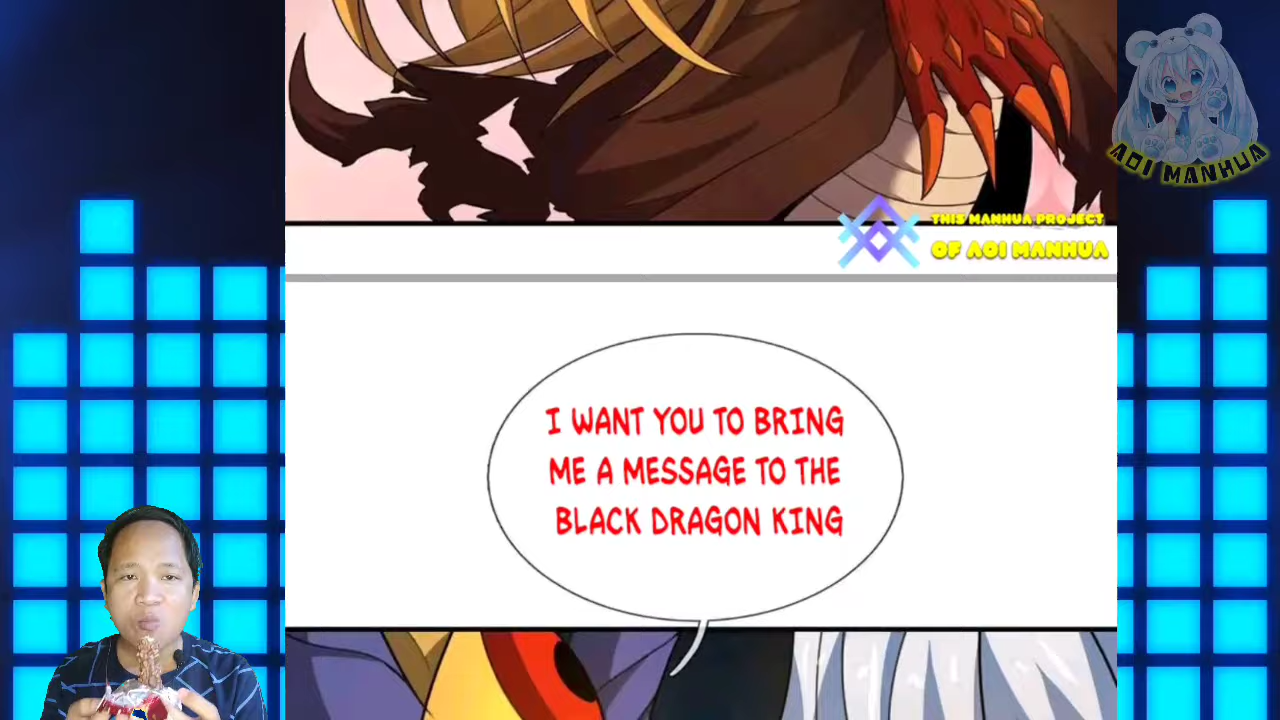 AOI MANHUA
THIS MANHUA PROJECT
OF AOI MANHUA
I WANT YOU TO BRING
ME A MESSAGE TO THE
BLACK DRAGON KING